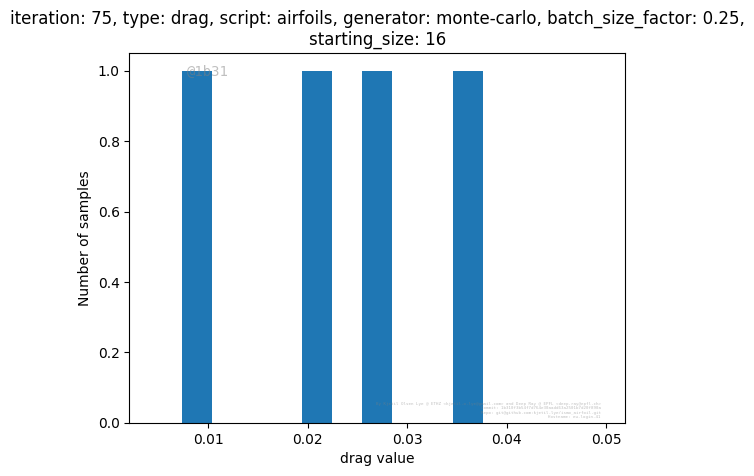 iteration: 75, type: drag, script: airfoils, generator: monte-carlo, batch_size_factor: 0.25,
starting_size: 16
@1b31
1.0
0.8
0.6
0.4
0.2
0.0
Number of samples
0.01
0.02
0.03
0.04
0.05
drag value